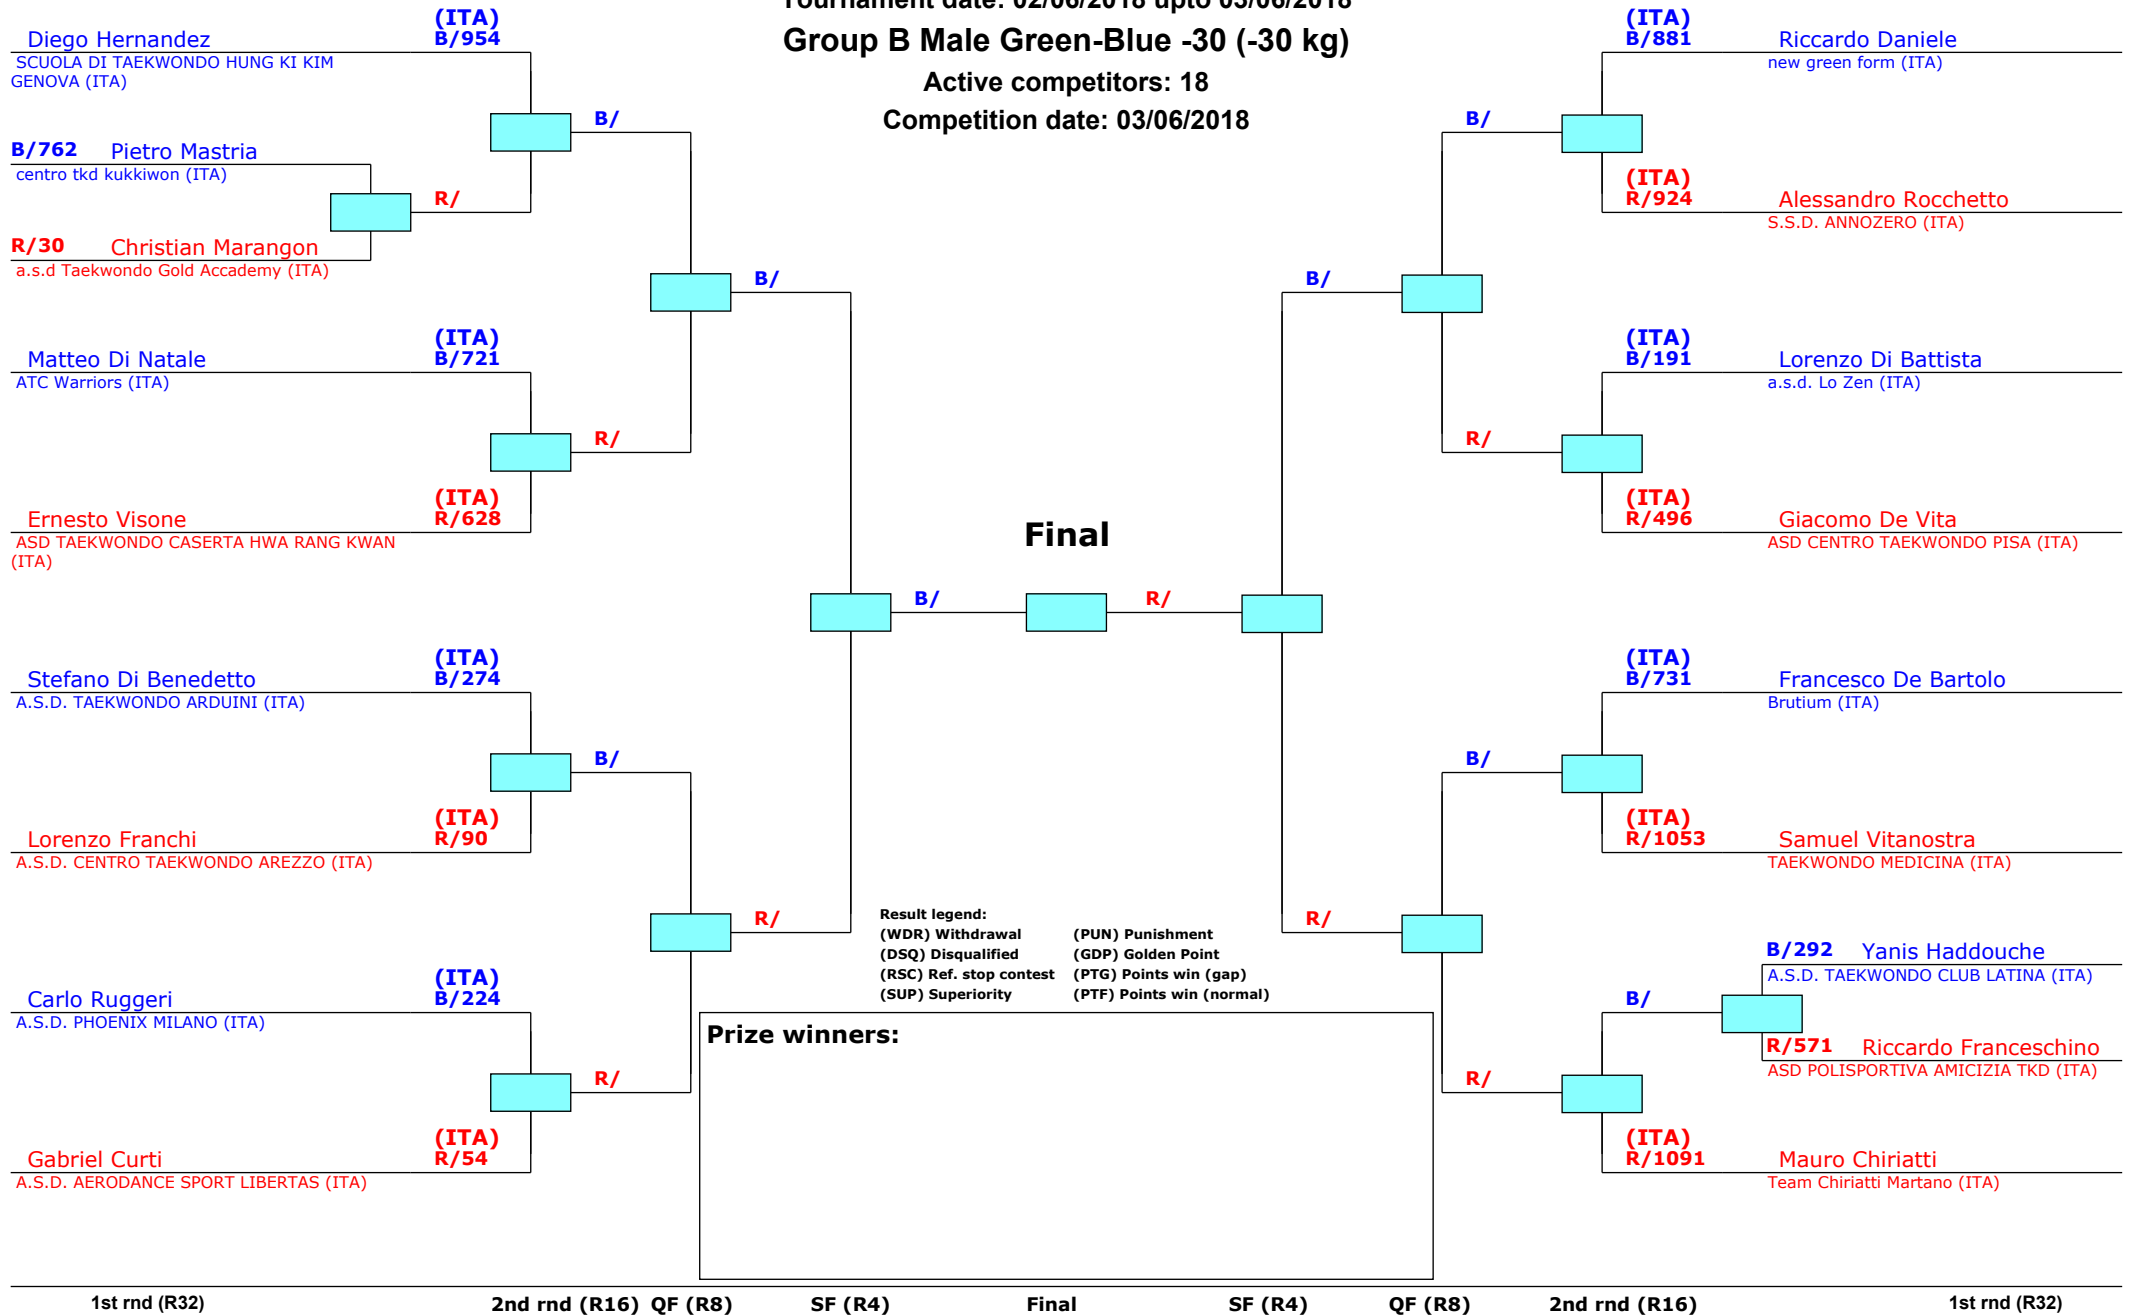 Tournament date: 02/06/2018 upto 03/06/2018
Group B Male Green-Blue -30 (-30 kg)
Active competitors: 18
Competition date: 03/06/2018
(ITA)
Diego Hernandez B/954
SCUOLA DI TAEKWONDO HUNG KI KIM
GENOVA (ITA)
B/
B/762 Pietro Mastria
centro tkd kukkiwon (ITA)
R/
R/30 Christian Marangon
a.s.d Taekwondo Gold Accademy (ITA)
B/
(ITA)
Matteo Di Natale B/721
ATC Warriors (ITA)
R/
(ITA)
Ernesto Visone R/628
ASD TAEKWONDO CASERTA HWA RANG KWAN
(ITA)
(ITA)
Stefano Di Benedetto B/274
A.S.D. TAEKWONDO ARDUINI (ITA)
B/
(ITA)
Lorenzo Franchi R/90
A.S.D. CENTRO TAEKWONDO AREZZO (ITA)
R/
(ITA)
Carlo Ruggeri B/224
A.S.D. PHOENIX MILANO (ITA)
R/
(ITA)
Gabriel Curti R/54
A.S.D. AERODANCE SPORT LIBERTAS (ITA)
Final
B/ R/
(ITA)
B/881 Riccardo Daniele
new green form (ITA)
B/
(ITA)
R/924 Alessandro Rocchetto
S.S.D. ANNOZERO (ITA)
B/
(ITA)
B/191 Lorenzo Di Battista
a.s.d. Lo Zen (ITA)
R/
(ITA)
R/496 Giacomo De Vita
ASD CENTRO TAEKWONDO PISA (ITA)
(ITA)
B/731 Francesco De Bartolo
Brutium (ITA)
B/
(ITA)
R/1053 Samuel Vitanostra
TAEKWONDO MEDICINA (ITA)
R/
B/292 Yanis Haddouche
A.S.D. TAEKWONDO CLUB LATINA (ITA)
B/
R/571 Riccardo Franceschino
ASD POLISPORTIVA AMICIZIA TKD (ITA)
R/
(ITA)
R/1091 Mauro Chiriatti
Team Chiriatti Martano (ITA)
Result legend:
(WDR) Withdrawal (PUN) Punishment
(DSQ) Disqualified (GDP) Golden Point
(RSC) Ref. stop contest (PTG) Points win (gap)
(SUP) Superiority (PTF) Points win (normal)
Prize winners:
1st rnd (R32) 2nd rnd (R16) QF (R8) SF (R4) Final SF (R4) QF (R8) 2nd rnd (R16) 1st rnd (R32)